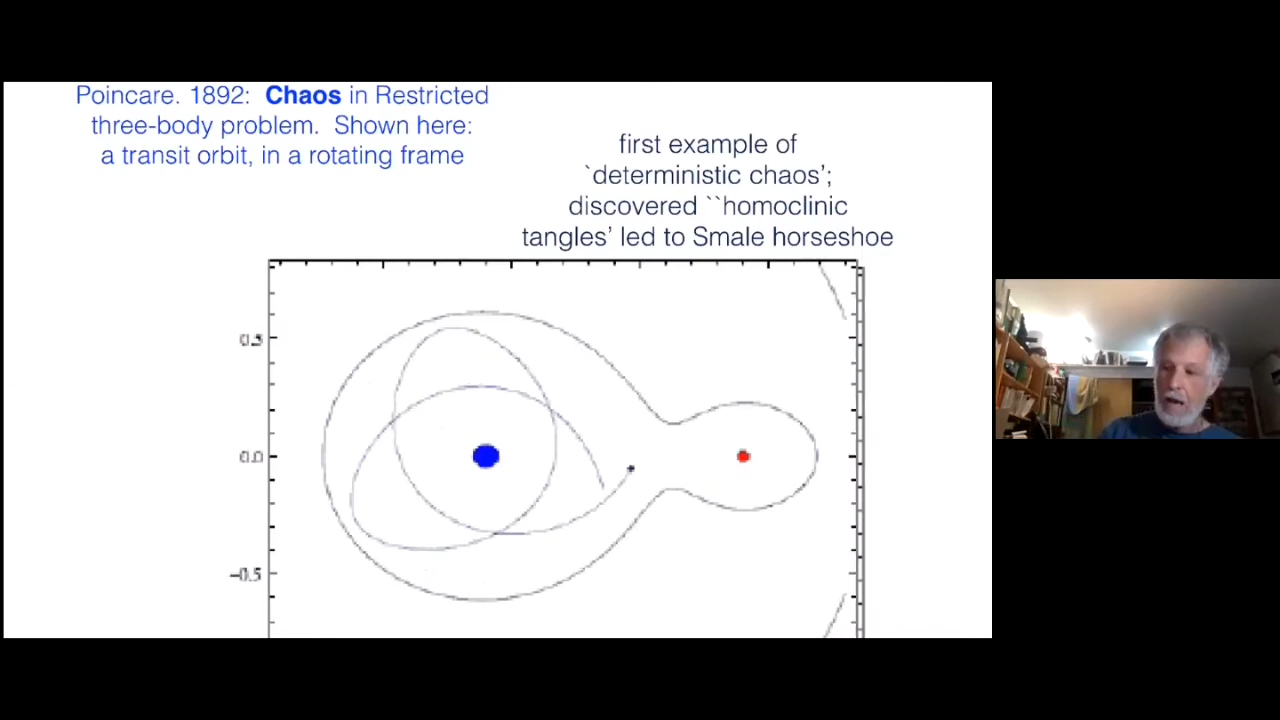 Poincare. 1892: Chaos in Restricted
three-body problem. Shown here:
a transit orbit, in a rotating frame
first example of
`deterministic chaos';
discovered ``homoclinic
tangles' led to Smale horseshoe
0.5
0.0
-0.5